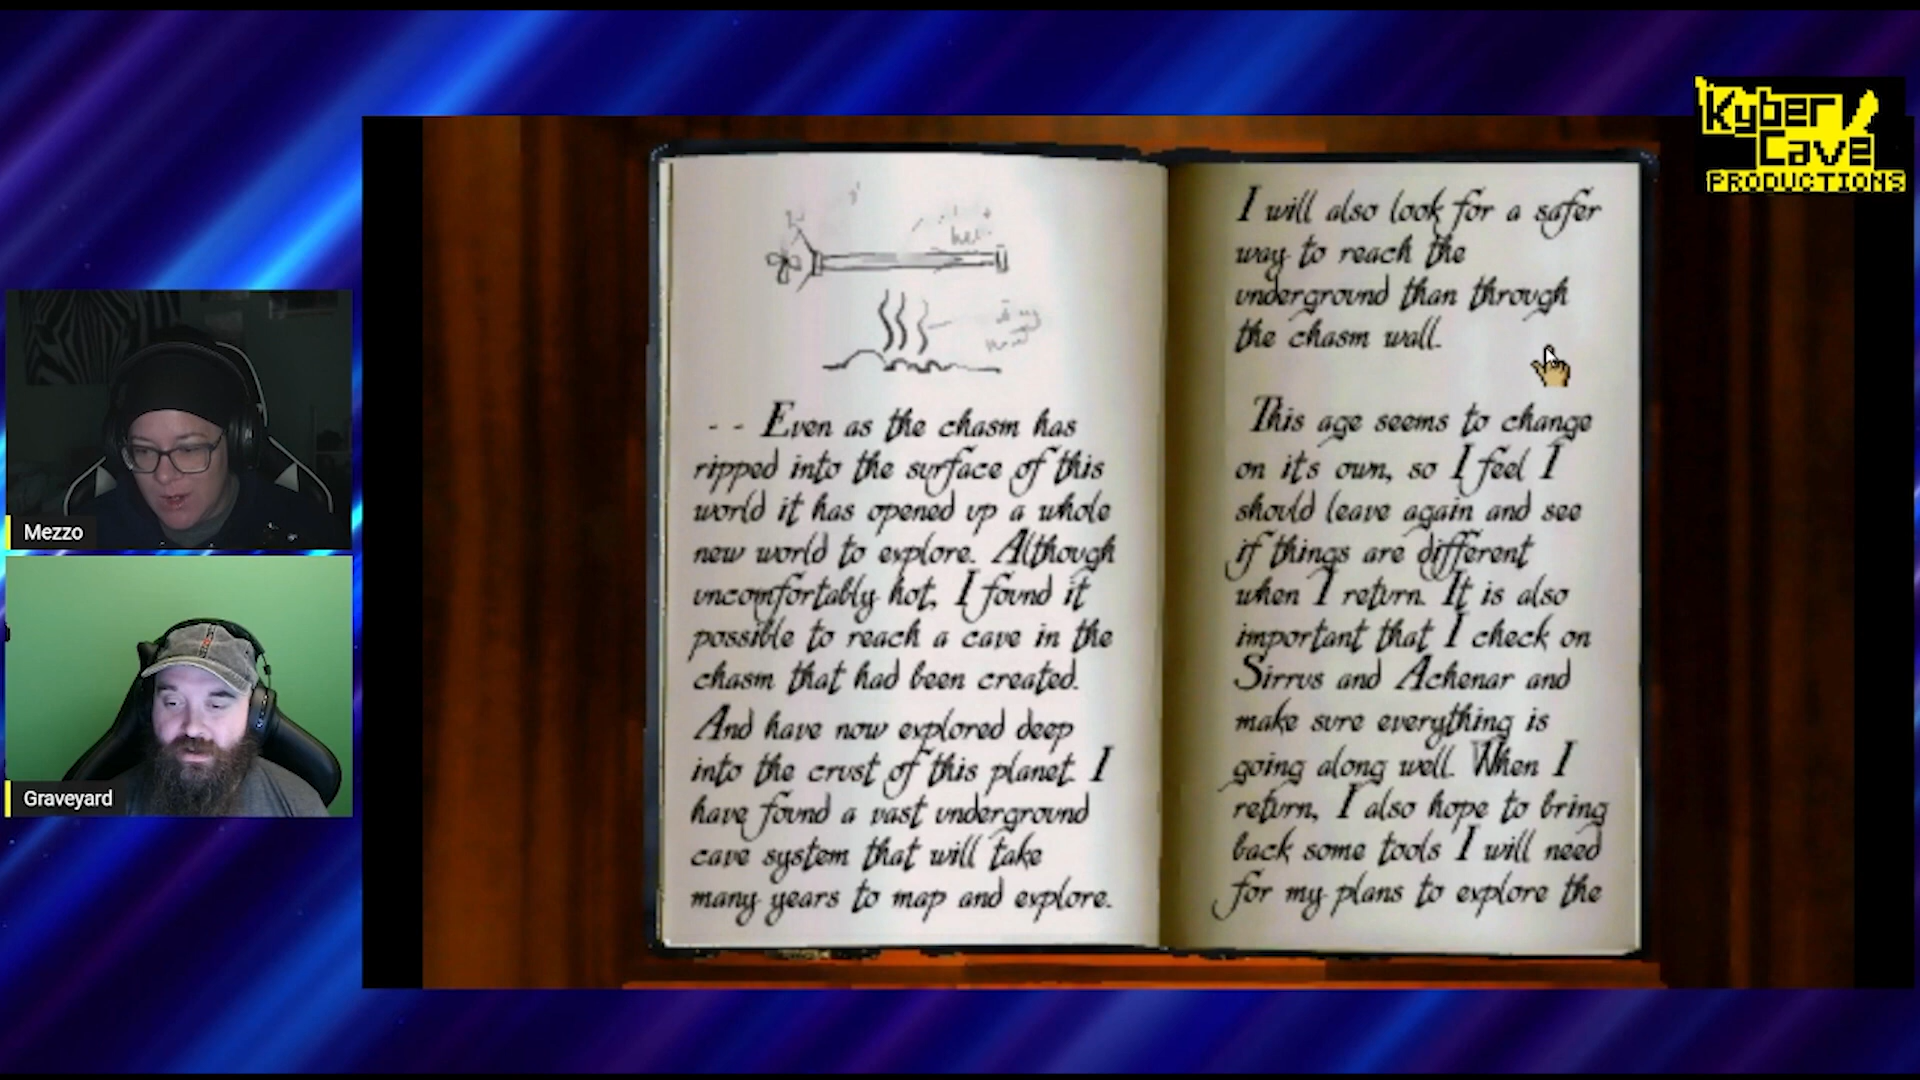 Kyber
Cave
PRODUCTIONS
Mezzo
Graveyard
-- Even as the chasm has
ripped into the surface of this
world it has opened up a whole
new world to explore. Although
uncomfortably hot, I found it
possible to reach a cave in the
chasm that had been created.
And have now explored deep
into the crust of this planet. I
have found a vast underground
cave system that will take
many years to map and explore.
I will also look for a safer
way to reach the
underground than through
the chasm wall.
This age seems to change
on its own, so I feel I
should leave again and see
if things are different
when I return. It is also
important that I check on
Sirrus and Achenar and
make sure everything is
going along well. When I
return, I also hope to bring
back some tools I will need
for my plans to explore the